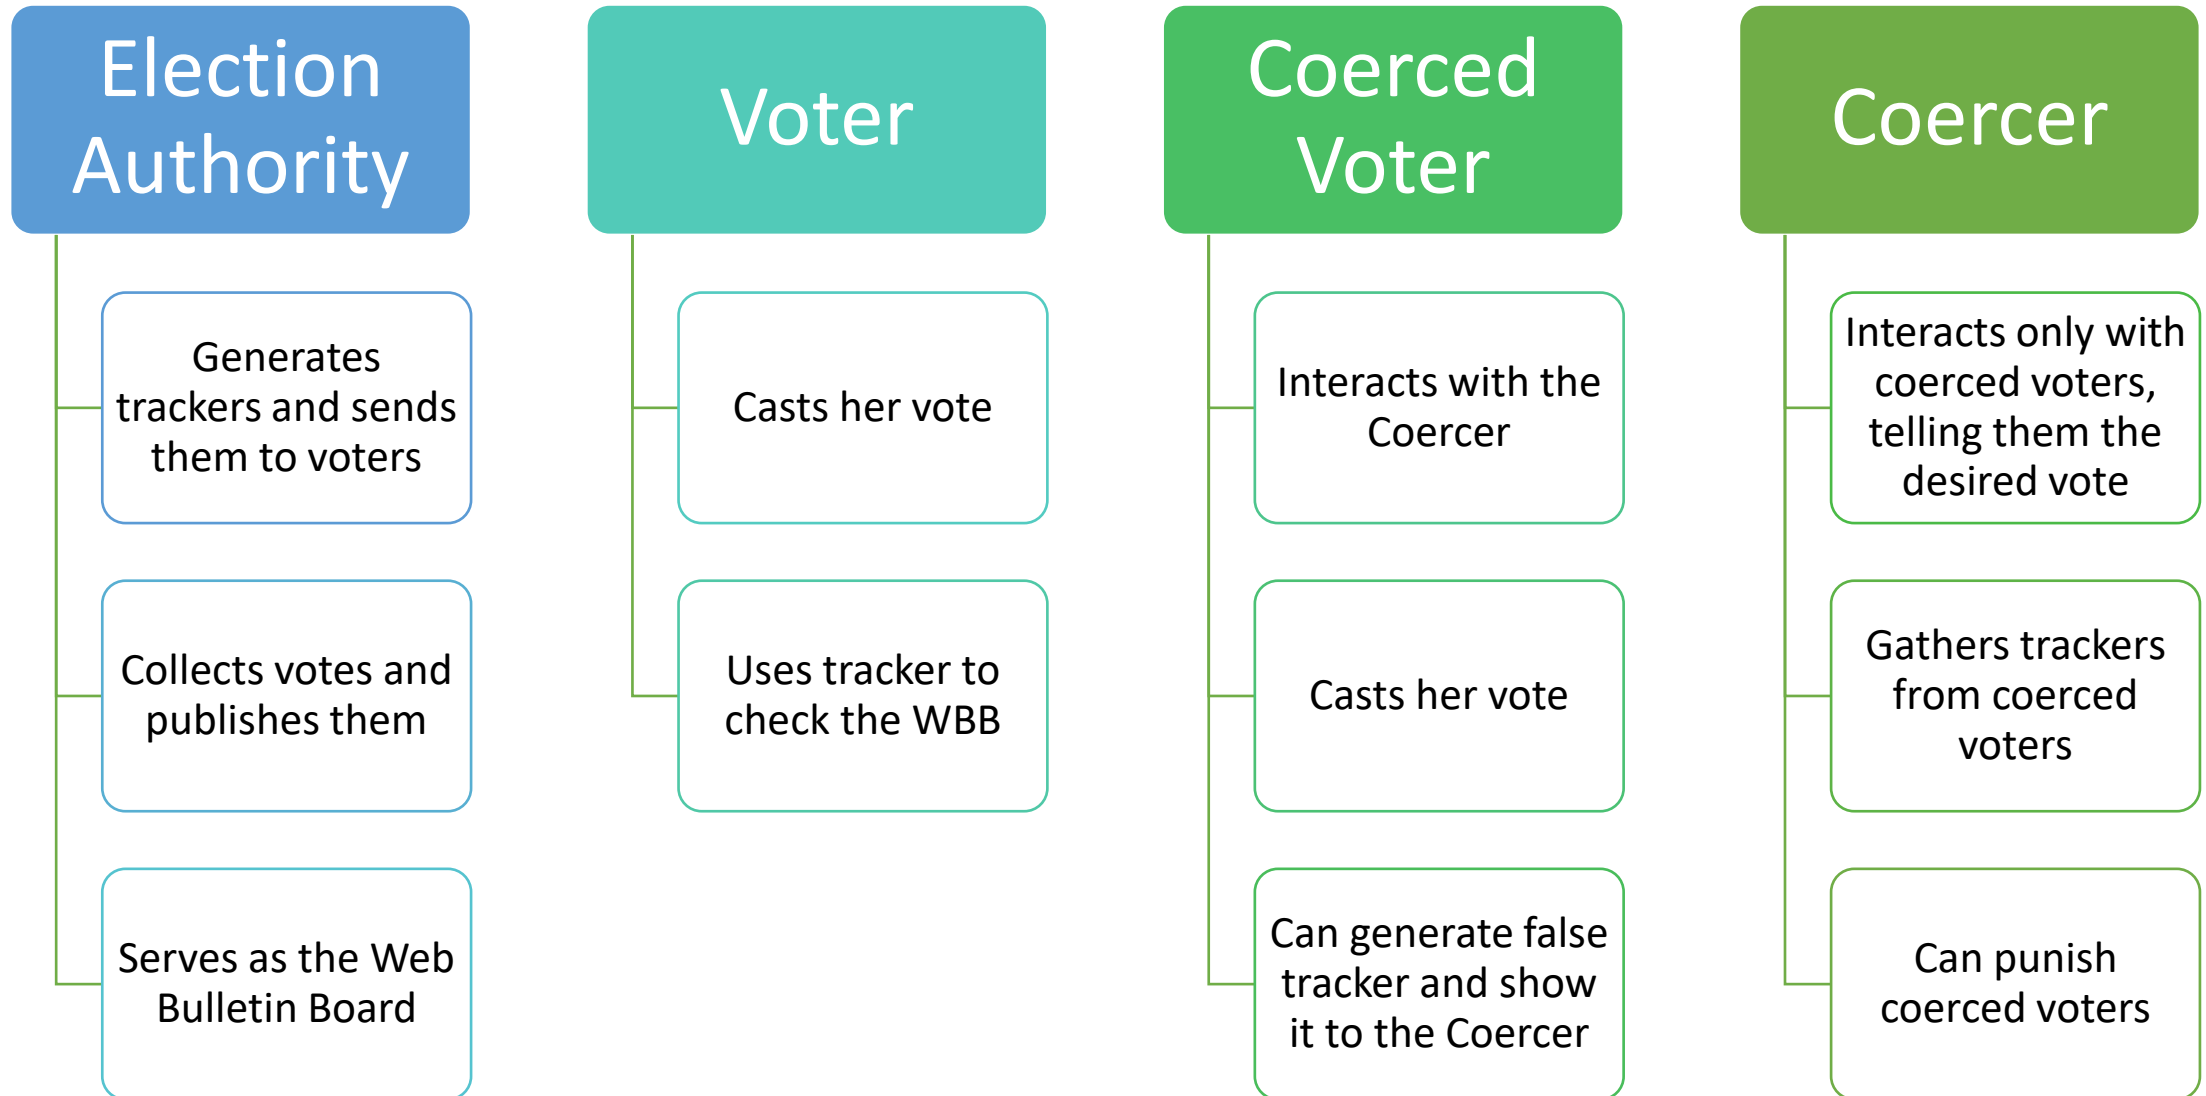 Election
Authority
Generates
trackers and sends
them to voters
Collects votes and
publishes them
Serves as the Web
Bulletin Board
Voter
Casts her vote
Uses tracker to
check the WBB
Coerced
Voter
Interacts with the
Coercer
Casts her vote
Can generate false
tracker and show
it to the Coercer
Coercer
Interacts only with
coerced voters,
telling them the
desired vote
Gathers trackers
from coerced
voters
Can punish
coerced voters